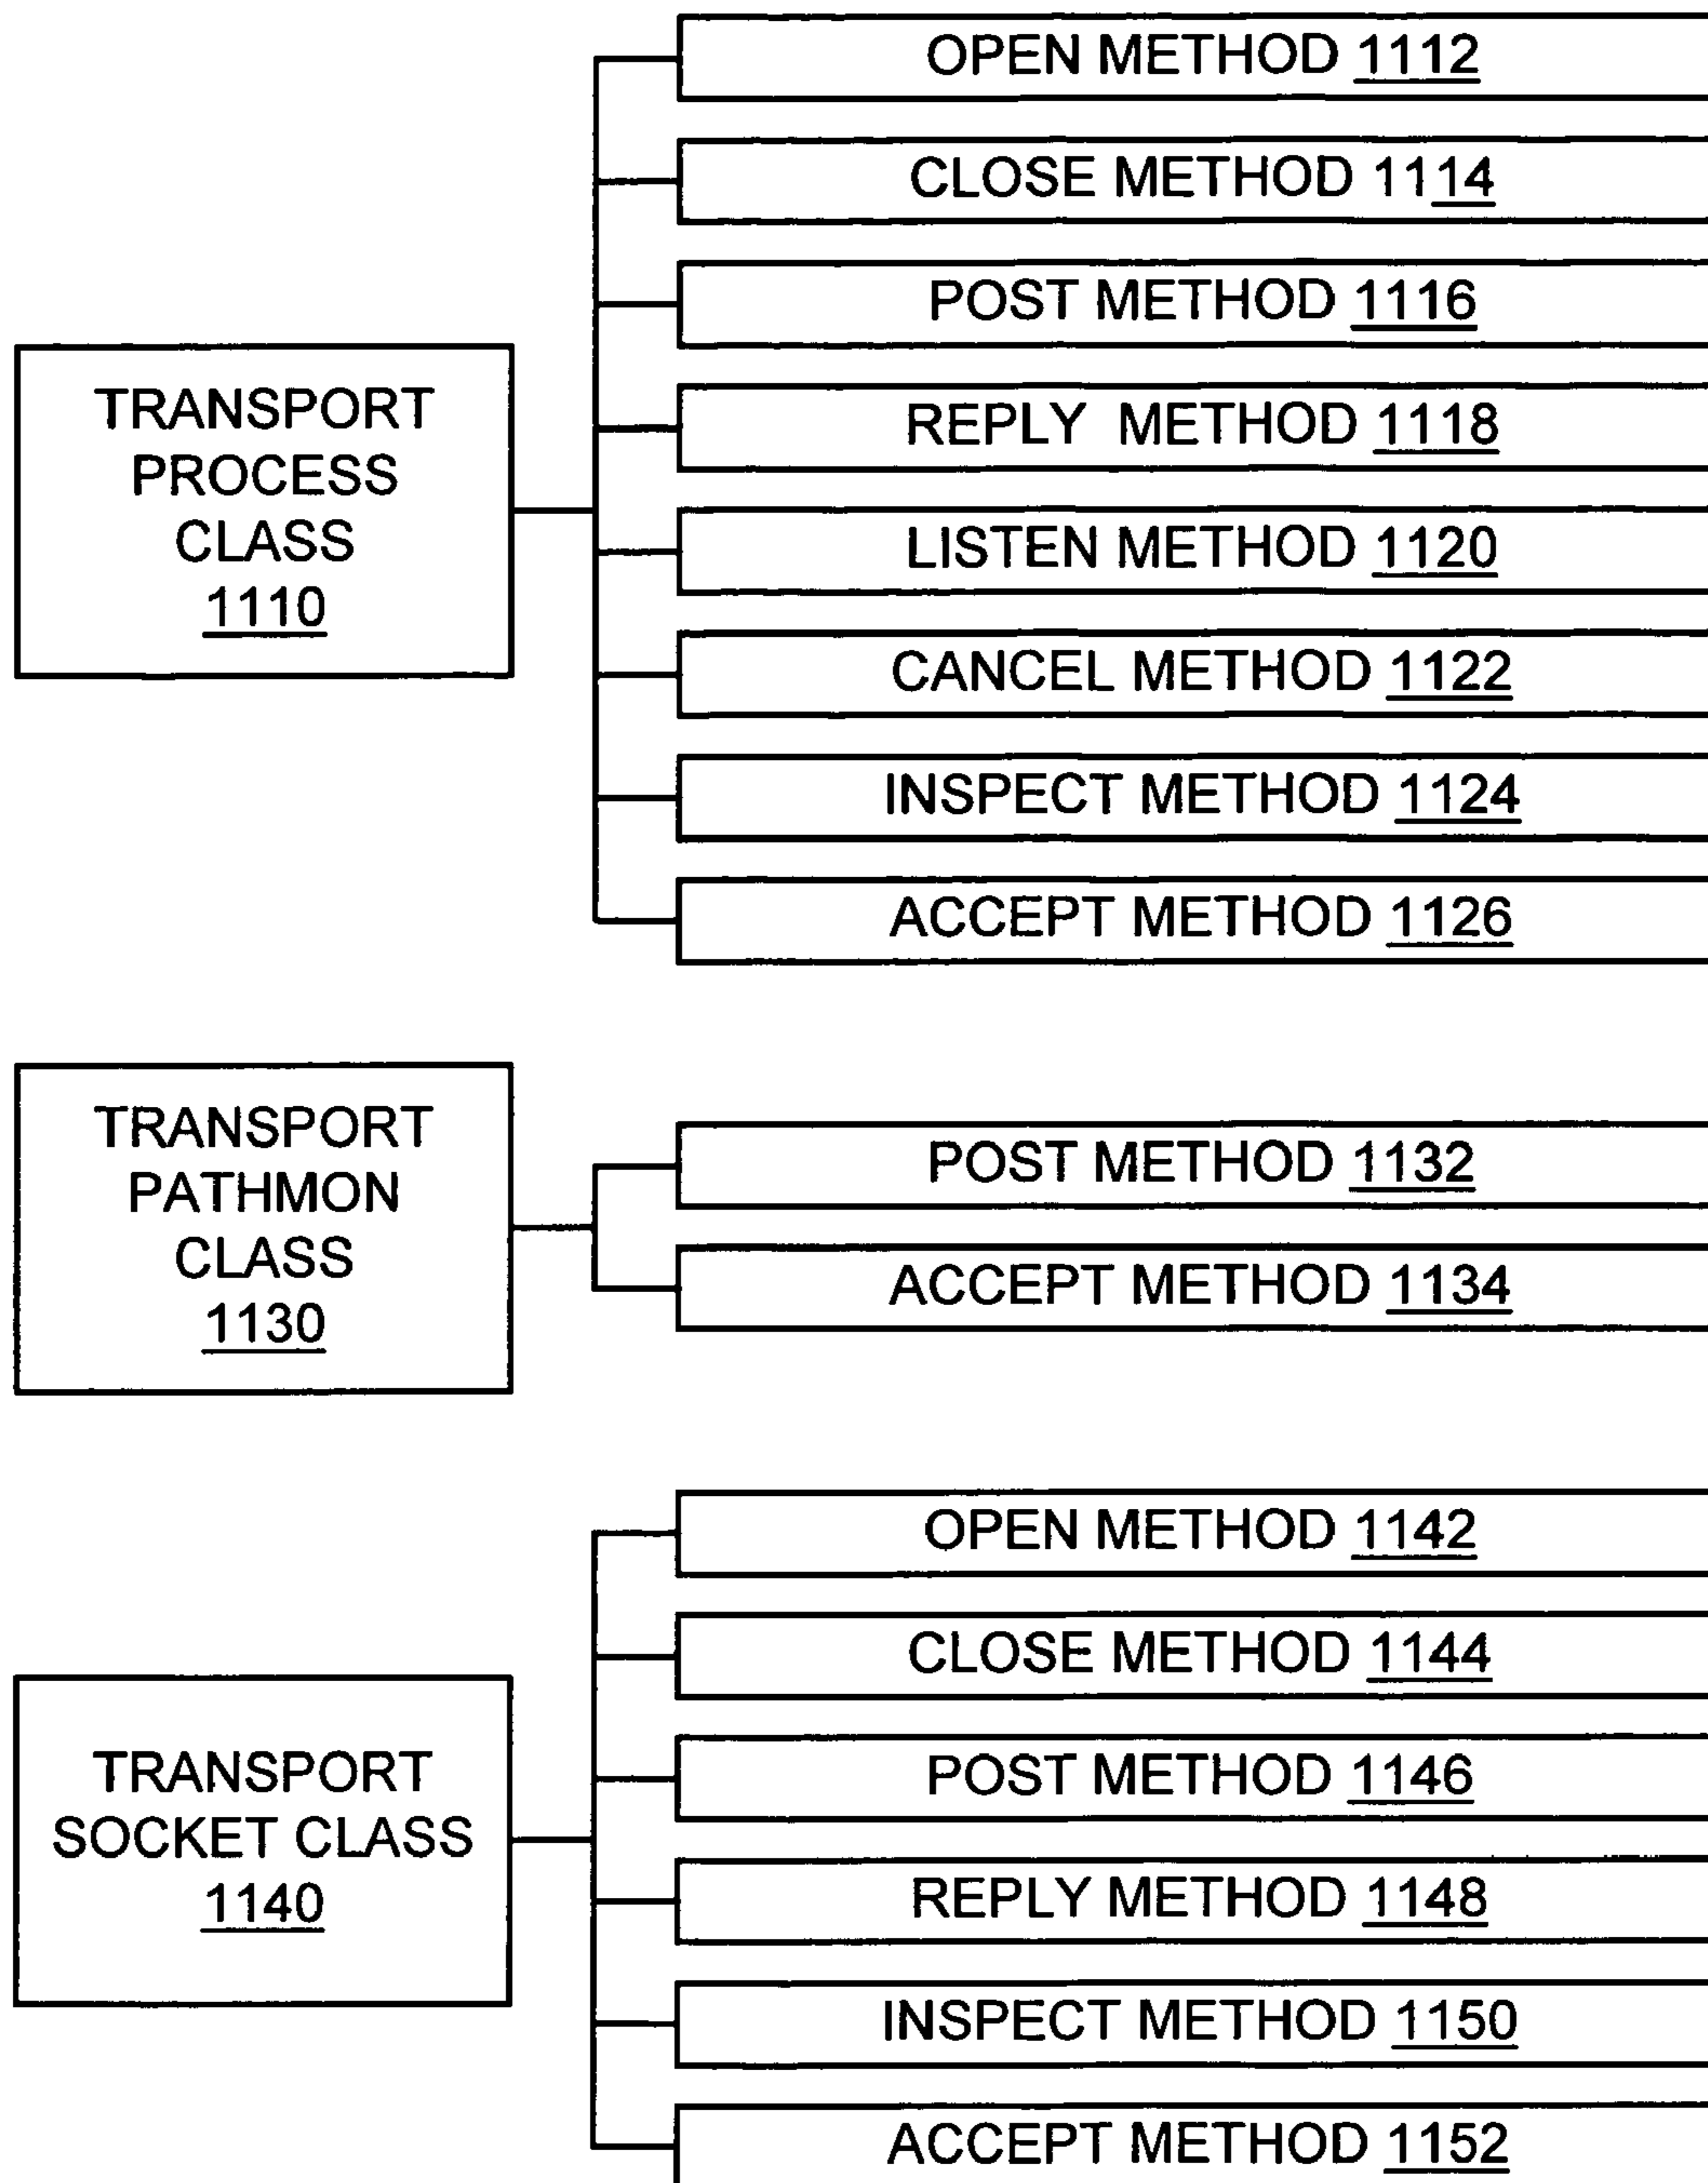 OPEN METHOD 1112
CLOSE METHOD 1114
POST METHOD 1116
REPLY METHOD 1118
LISTEN METHOD 1120
CANCEL METHOD 1122
INSPECT METHOD 1124
ACCEPT METHOD 1126
TRANSPORT
PROCESS
CLASS
1110
TRANSPORT
PATHMON
CLASS
1130
POST METHOD 1132
ACCEPT METHOD 1134
OPEN METHOD 1142
CLOSE METHOD 1144
POST METHOD 1146
REPLY METHOD 1148
INSPECT METHOD 1150
ACCEPT METHOD 1152
TRANSPORT
SOCKET CLASS
1140